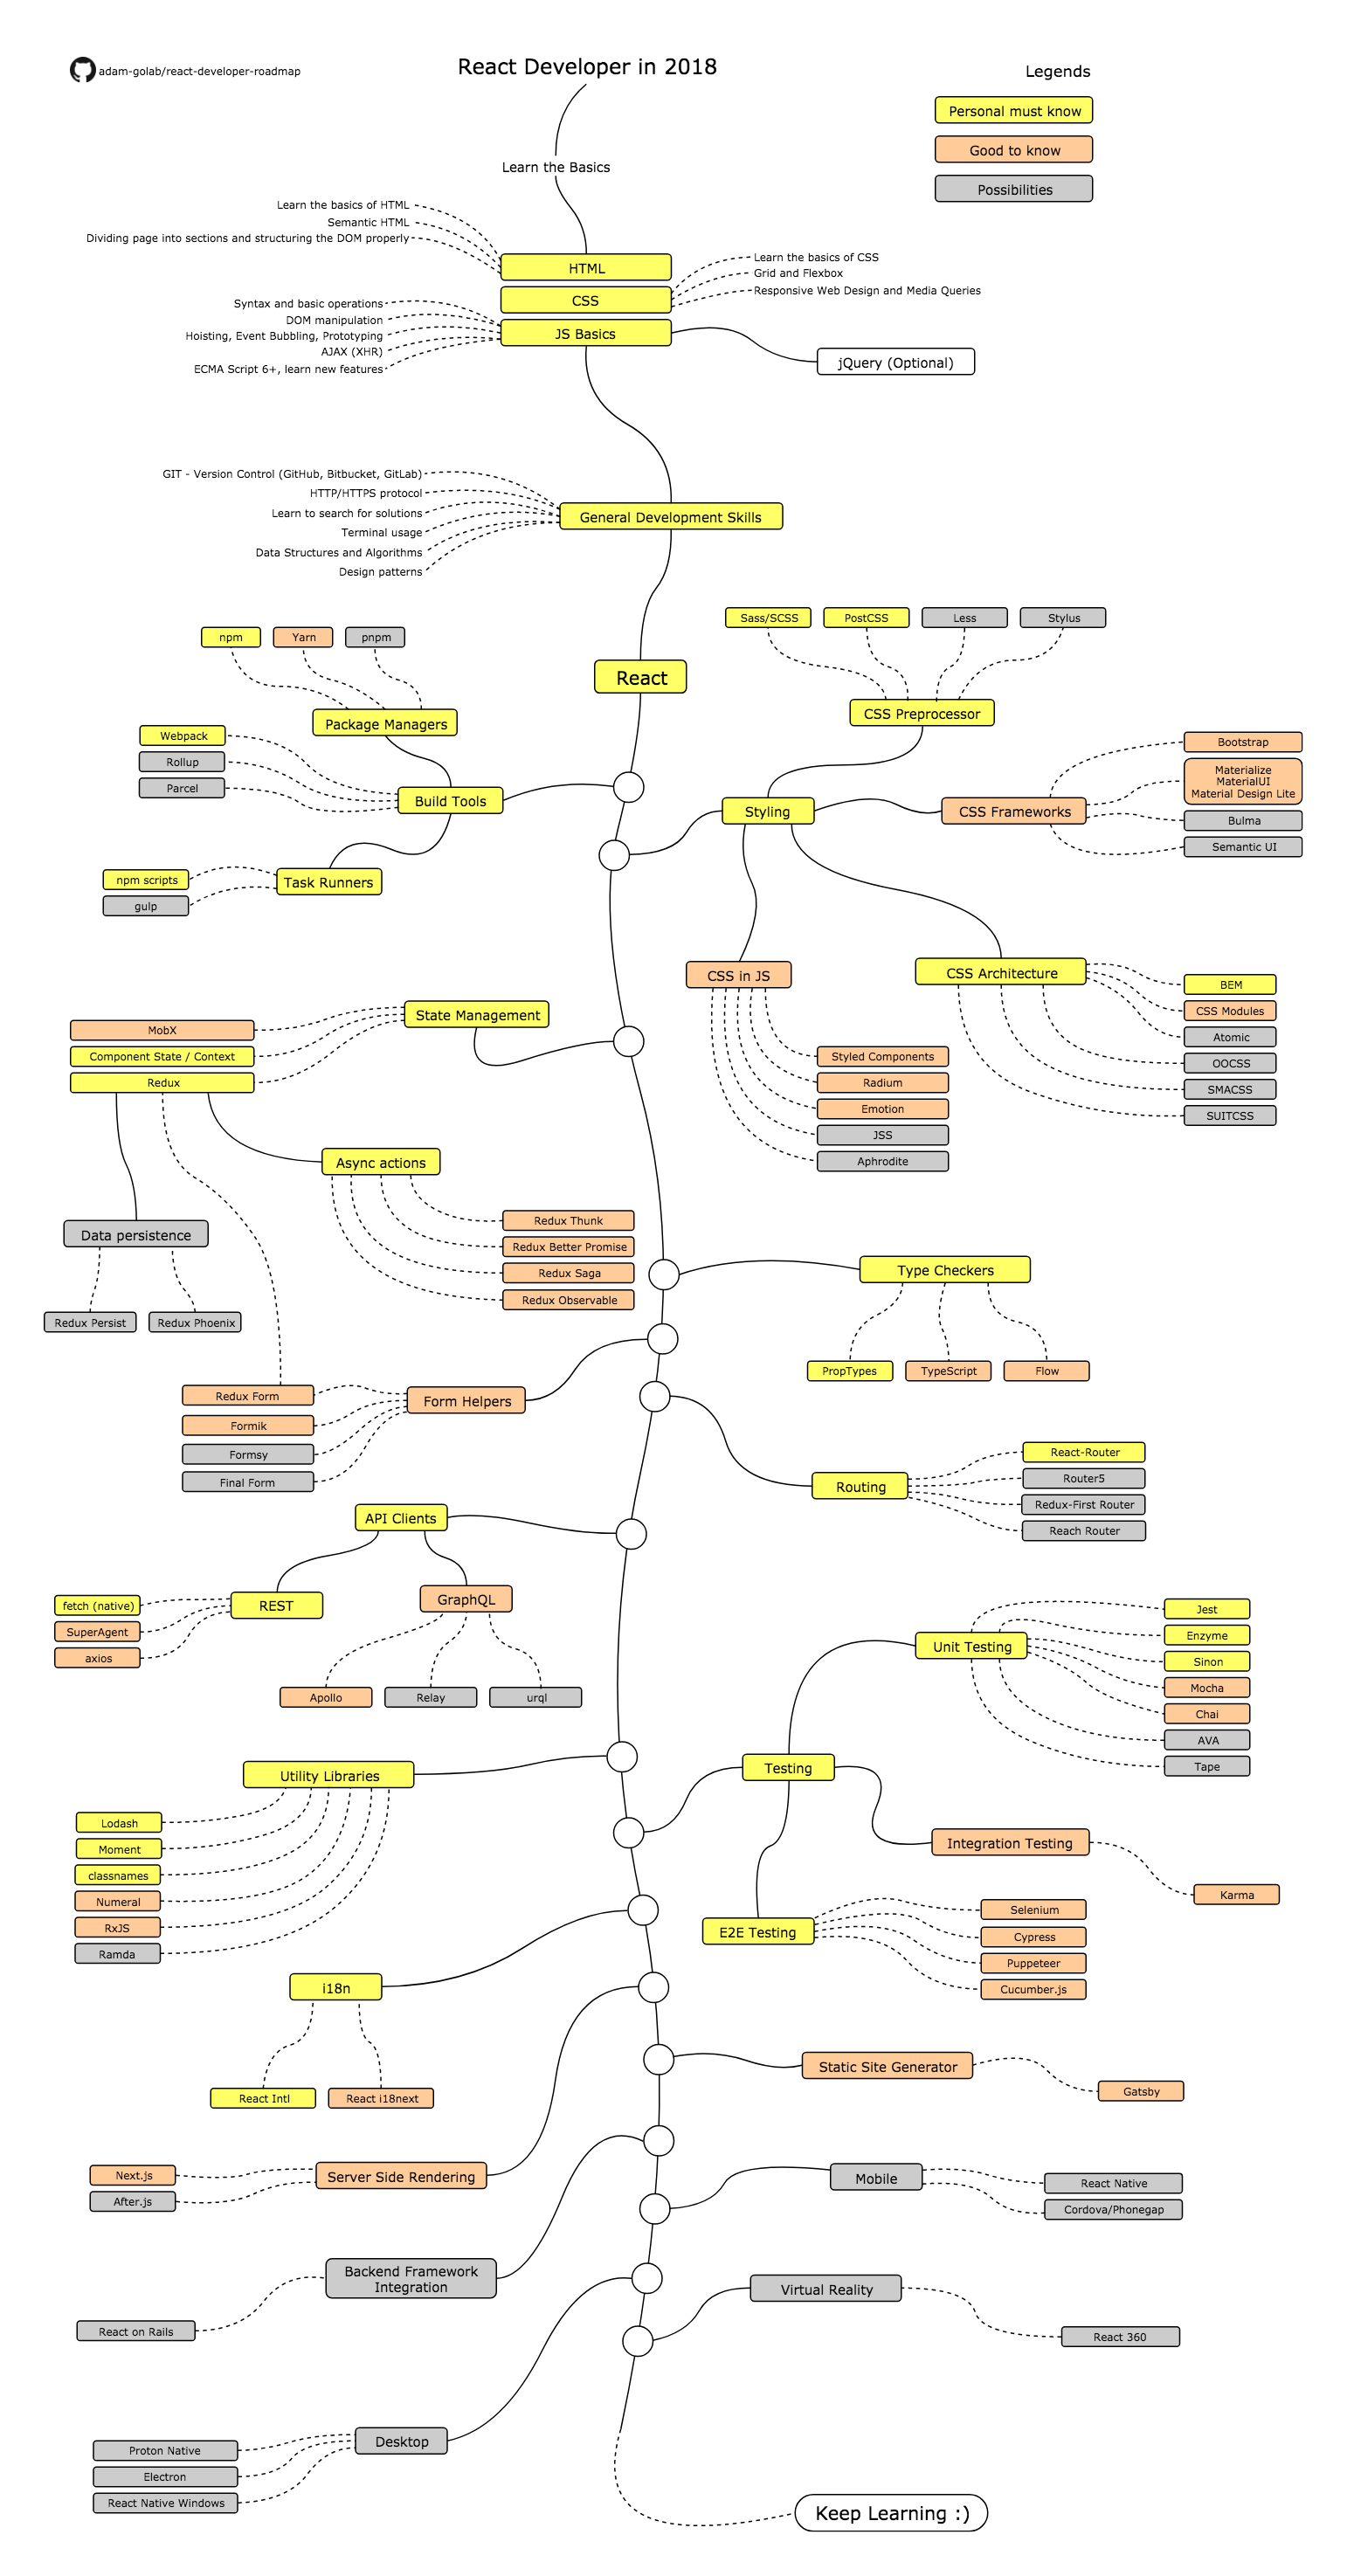 adam-golab/react-developer-roadmap
React Developer in 2018
Legends
Personal must know
Good to know
Possibilities
Learn the Basics
Learn the basics of HTML
Semantic HTML
Dividing page into sections and structuring the DOM properly
HTML
CSS
JS Basics
Learn the basics of CSS
Grid and Flexbox
Responsive Web Design and Media Queries
Syntax and basic operations
DOM manipulation
Hoisting, Event Bubbling, Prototyping
AJAX (XHR)
ECMA Script 6+, learn new features
jQuery (Optional)
GIT - Version Control (GitHub, Bitbucket, GitLab)
HTTP/HTTPS protocol
Learn to search for solutions
Terminal usage
Data Structures and Algorithms
Design patterns
General Development Skills
React
npm
Yarn
pnpm
Package Managers
Webpack
Rollup
Parcel
Build Tools
Task Runners
npm scripts
gulp
Sass/SCSS
PostCSS
Less
Stylus
CSS Preprocessor
Styling
CSS Frameworks
Bootstrap
Materialize
MaterialUI
Material Design Lite
Bulma
Semantic UI
CSS in JS
Styled Components
Radium
Emotion
JSS
Aphrodite
CSS Architecture
BEM
CSS Modules
Atomic
OOCSS
SMACSS
SUITCSS
State Management
MobX
Component State / Context
Redux
Async actions
Redux Thunk
Redux Better Promise
Redux Saga
Redux Observable
Data persistence
Redux Persist
Redux Phoenix
Type Checkers
PropTypes
TypeScript
Flow
Form Helpers
Redux Form
Formik
Formsy
Final Form
Routing
React-Router
Router5
Redux-First Router
Reach Router
API Clients
REST
fetch (native)
SuperAgent
axios
GraphQL
Apollo
Relay
urql
Utility Libraries
Lodash
Moment
classnames
Numeral
RxJS
Ramda
Testing
Unit Testing
Jest
Enzyme
Sinon
Mocha
Chai
AVA
Tape
Integration Testing
Karma
E2E Testing
Selenium
Cypress
Puppeteer
Cucumber.js
i18n
React Intl
React i18next
Static Site Generator
Gatsby
Server Side Rendering
Next.js
After.js
Mobile
React Native
Cordova/Phonegap
Backend Framework
Integration
React on Rails
Virtual Reality
React 360
Desktop
Proton Native
Electron
React Native Windows
Keep Learning :)